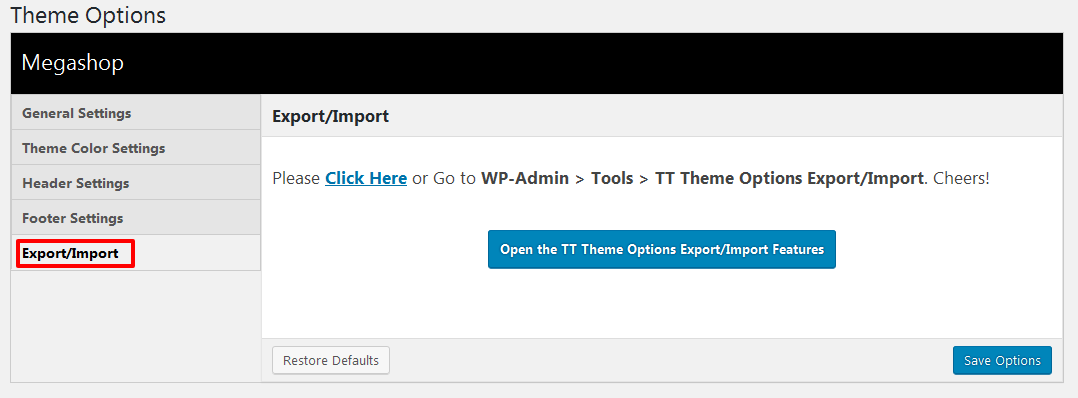 Theme Options
Megashop
General Settings
Theme Color Settings
Header Settings
Footer Settings
Export/Import
Export/Import
Please Click Here or Go to WP-Admin > Tools > TT Theme Options Export/Import. Cheers!
Open the TT Theme Options Export/Import Features
Restore Defaults
Save Options